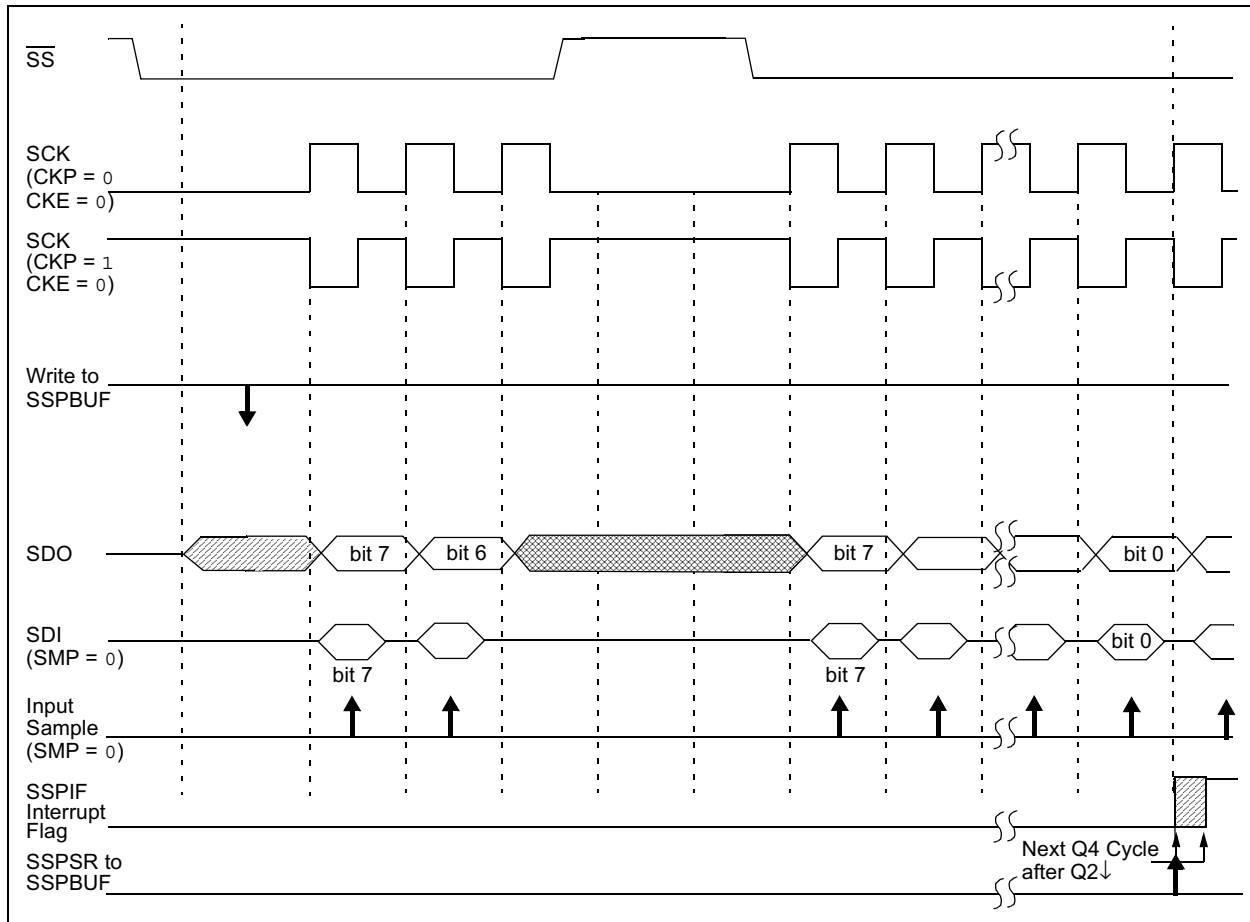 SS
SCK
(CKP = 0
CKE = 0)
SCK
(CKP = 1
CKE = 0)
Write to
SSPBUF
SDO
bit 7
bit 6
bit 7
bit 0
SDI
(SMP = 0)
bit 7
bit 7
bit 0
Input
Sample
(SMP = 0)
SSPIF
Interrupt
Flag
SSPSR to
SSPBUF
Next Q4 Cycle
after Q2↓